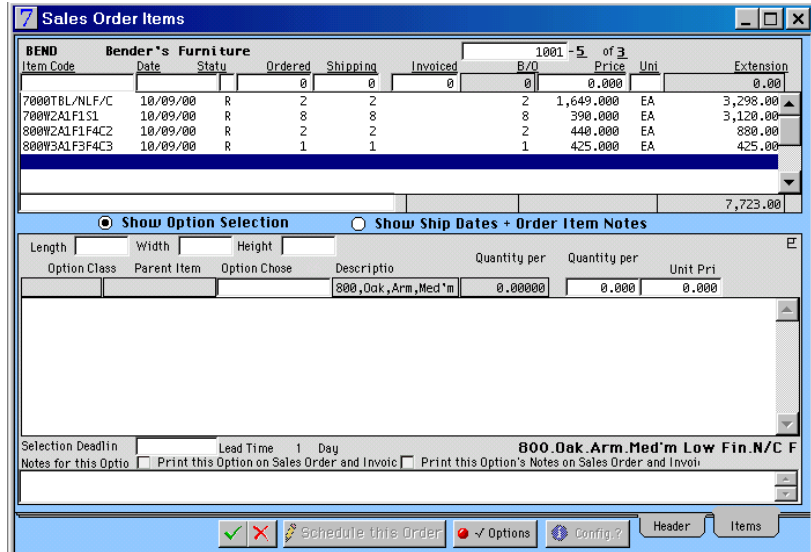 7 Sales Order Items
BEND Bender's Furniture 1001 -5 of 3
Item Code Date Statu Ordered Shipping Invoiced B/O Price Uni Extension
0 0 0 0 0.000 0.00
7000TBL/NLF/C 10/09/00 R 2 2 2 1,649.000 EA 3,298.00
700W2A1F1S1 10/09/00 R 8 8 8 390.000 EA 3,120.00
800W2A1F1F4C2 10/09/00 R 2 2 2 440.000 EA 880.00
800W3A1F3F4C3 10/09/00 R 1 1 1 425.000 EA 425.00
7,723.00
Show Option Selection Show Ship Dates + Order Item Notes
Length Width Height
Option Class Parent Item Option Chose Descriptio Quantity per Quantity per Unit Pri
800,Oak,Arm,Med'm 0.00000 0.000 0.000
Selection Deadlin Lead Time 1 Day 800.Oak.Arm.Med'm Low Fin.N/C F
Notes for this Optio Print this Option on Sales Order and Invoic Print this Option's Notes on Sales Order and Invoi
Schedule this Order √ Options Config.? Header Items